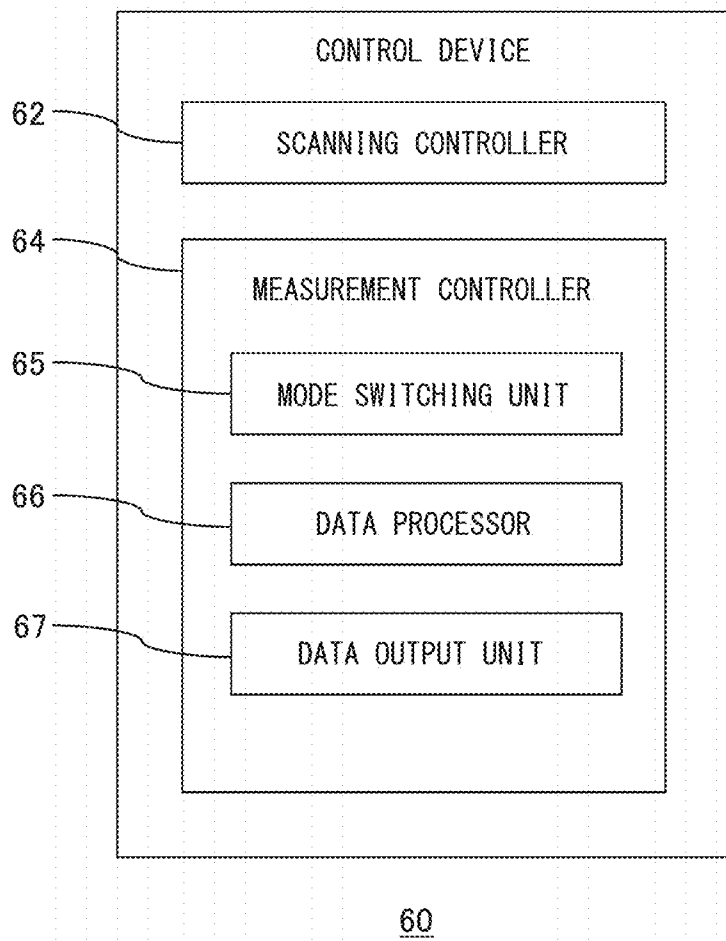 CONTROL DEVICE
62
SCANNING CONTROLLER
64
MEASUREMENT CONTROLLER
65
MODE SWITCHING UNIT
66
DATA PROCESSOR
67
DATA OUTPUT UNIT
60